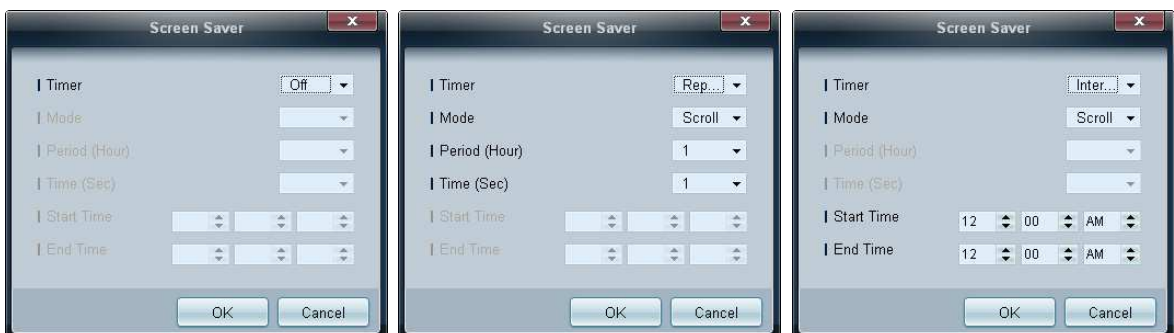 Screen Saver
x
Timer Off
Mode
Period (Hour)
Time (Sec)
Start Time
End Time
OK Cancel
Screen Saver
x
Timer Rep...
Mode Scroll
Period (Hour) 1
Time (Sec) 1
Start Time
End Time
OK Cancel
Screen Saver
x
Timer Inter...
Mode Scroll
Period (Hour)
Time (Sec)
Start Time 12 00 AM
End Time 12 00 AM
OK Cancel